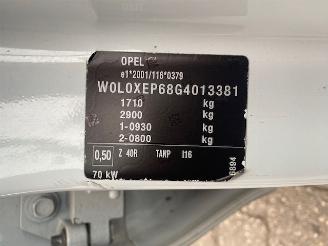 OPEL
e1*2001/116*0379
W0L0XEP68G4013381
1710 kg
2900 kg
1-0930 kg
2-0800 kg
0,50 Z 40R TANP I16
70 kW
6894